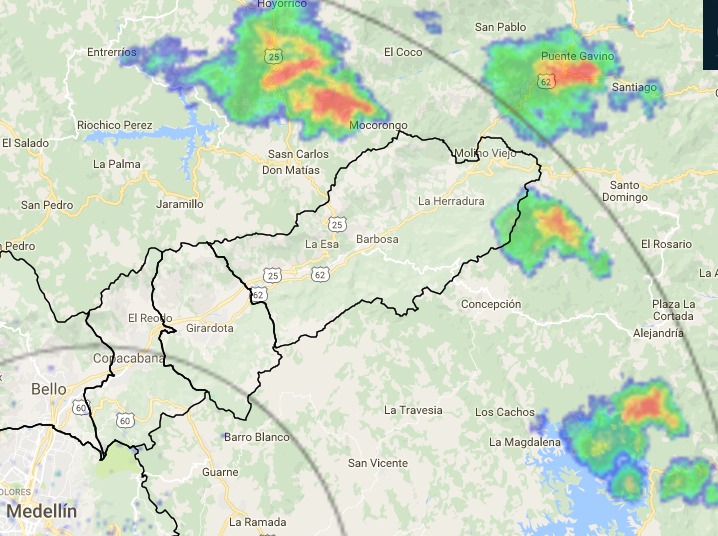 Hoyorrico
San Pablo
Entrerríos
El Coco
25
Puente Gavino
62
Santiago
Riochico Perez
Mocorongo
El Salado
Sasn Carlos
Molino Viejo
La Palma
Don Matías
Santo
Domingo
San Pedro
Jaramillo
La Herradura
25
Pedro
La Esa
Barbosa
El Rosario
25
62
La A
62
Concepción
Plaza La
Cortada
El Reodo
Girardota
Alejandría
Copacabana
Bello
60
La Travesia
Los Cachos
60
Barro Blanco
La Magdalena
Guarne
San Vicente
OLORES
Medellín
La Ramada